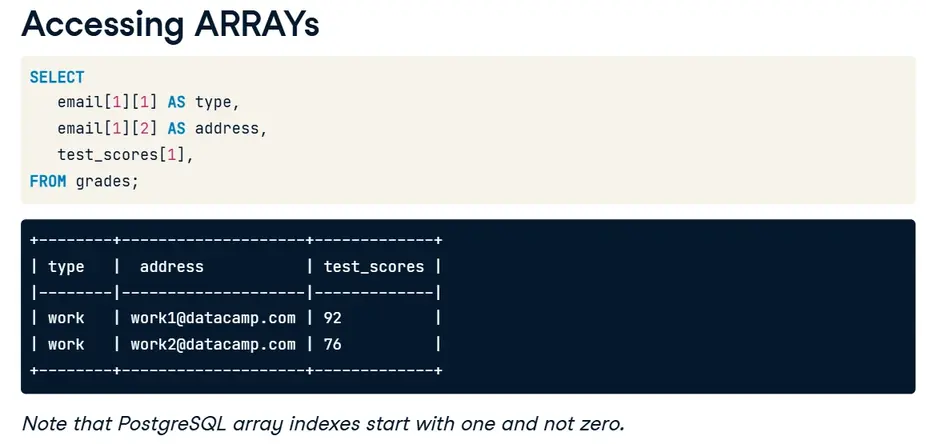 Accessing ARRAYs
SELECT
email[1][1] AS type,
email[1][2] AS address,
test_scores[1],
FROM grades;
+--------+--------------------+-------------+
| type   |  address           | test_scores |
|--------|--------------------|-------------|
| work   | work1@datacamp.com | 92          |
| work   | work2@datacamp.com | 76          |
+--------+--------------------+-------------+
Note that PostgreSQL array indexes start with one and not zero.